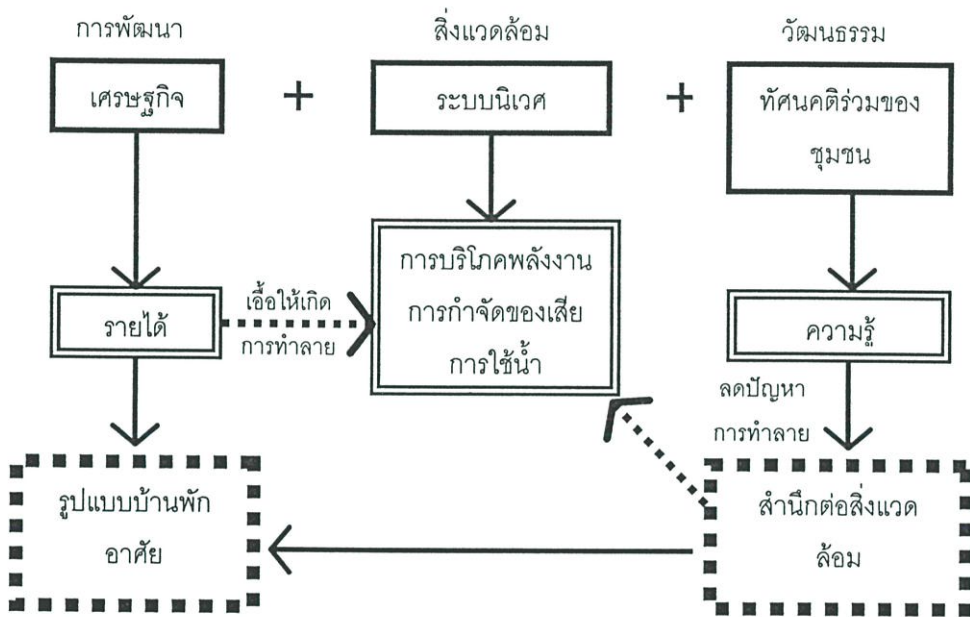 การพัฒนา
สิ่งแวดล้อม
วัฒนธรรม
เศรษฐกิจ
+
ระบบนิเวศ
+
ทัศนคติร่วมของ
ชุมชน
การบริโภคพลังงาน
การกำจัดของเสีย
การใช้น้ำ
รายได้
เอื้อให้เกิด
การทำลาย
ความรู้
ลดปัญหา
การทำลาย
รูปแบบบ้านพัก
อาศัย
สำนึกต่อสิ่งแวด
ล้อม